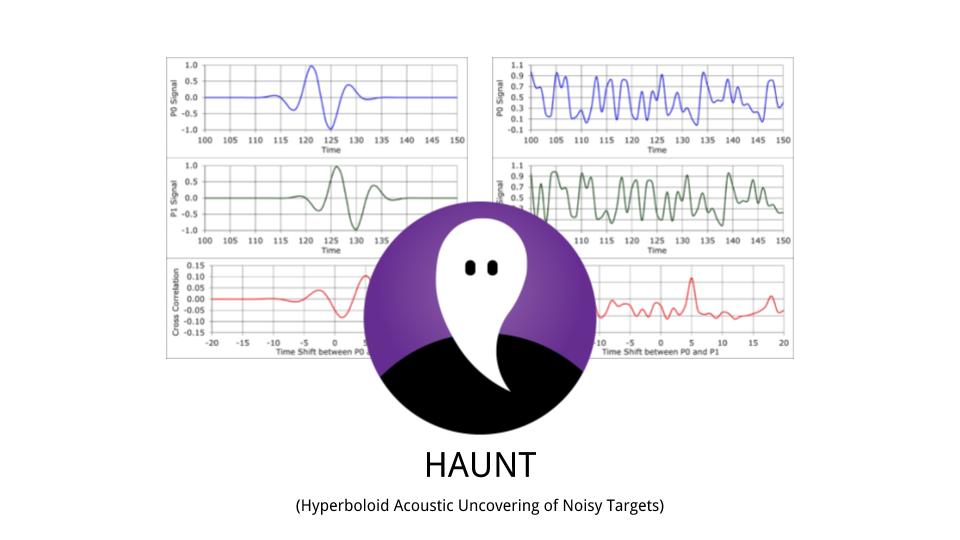 1.0
0.5
0.0
-0.5
-1.0
P0 Signal
100 105 110 115 120 125 130 135 140 145 150
Time
1.0
0.5
0.0
-0.5
-1.0
P1 Signal
100 105 110 115 120 125 130 135
Time
0.15
0.10
0.05
0.00
-0.05
-0.10
-0.15
Cross Correlation
-20 -15 -10 -5 0 5
Time Shift between P0
1.1
0.9
0.7
0.5
0.3
0.1
-0.1
P0 Signal
100 105 110 115 120 125 130 135 140 145 150
Time
1.1
0.9
0.7
0.5
Signal
110 115 120 125 130 135 140 145 150
Time
-10 -5 0 5 10 15 20
Time Shift between P0 and P1
HAUNT
(Hyperboloid Acoustic Uncovering of Noisy Targets)